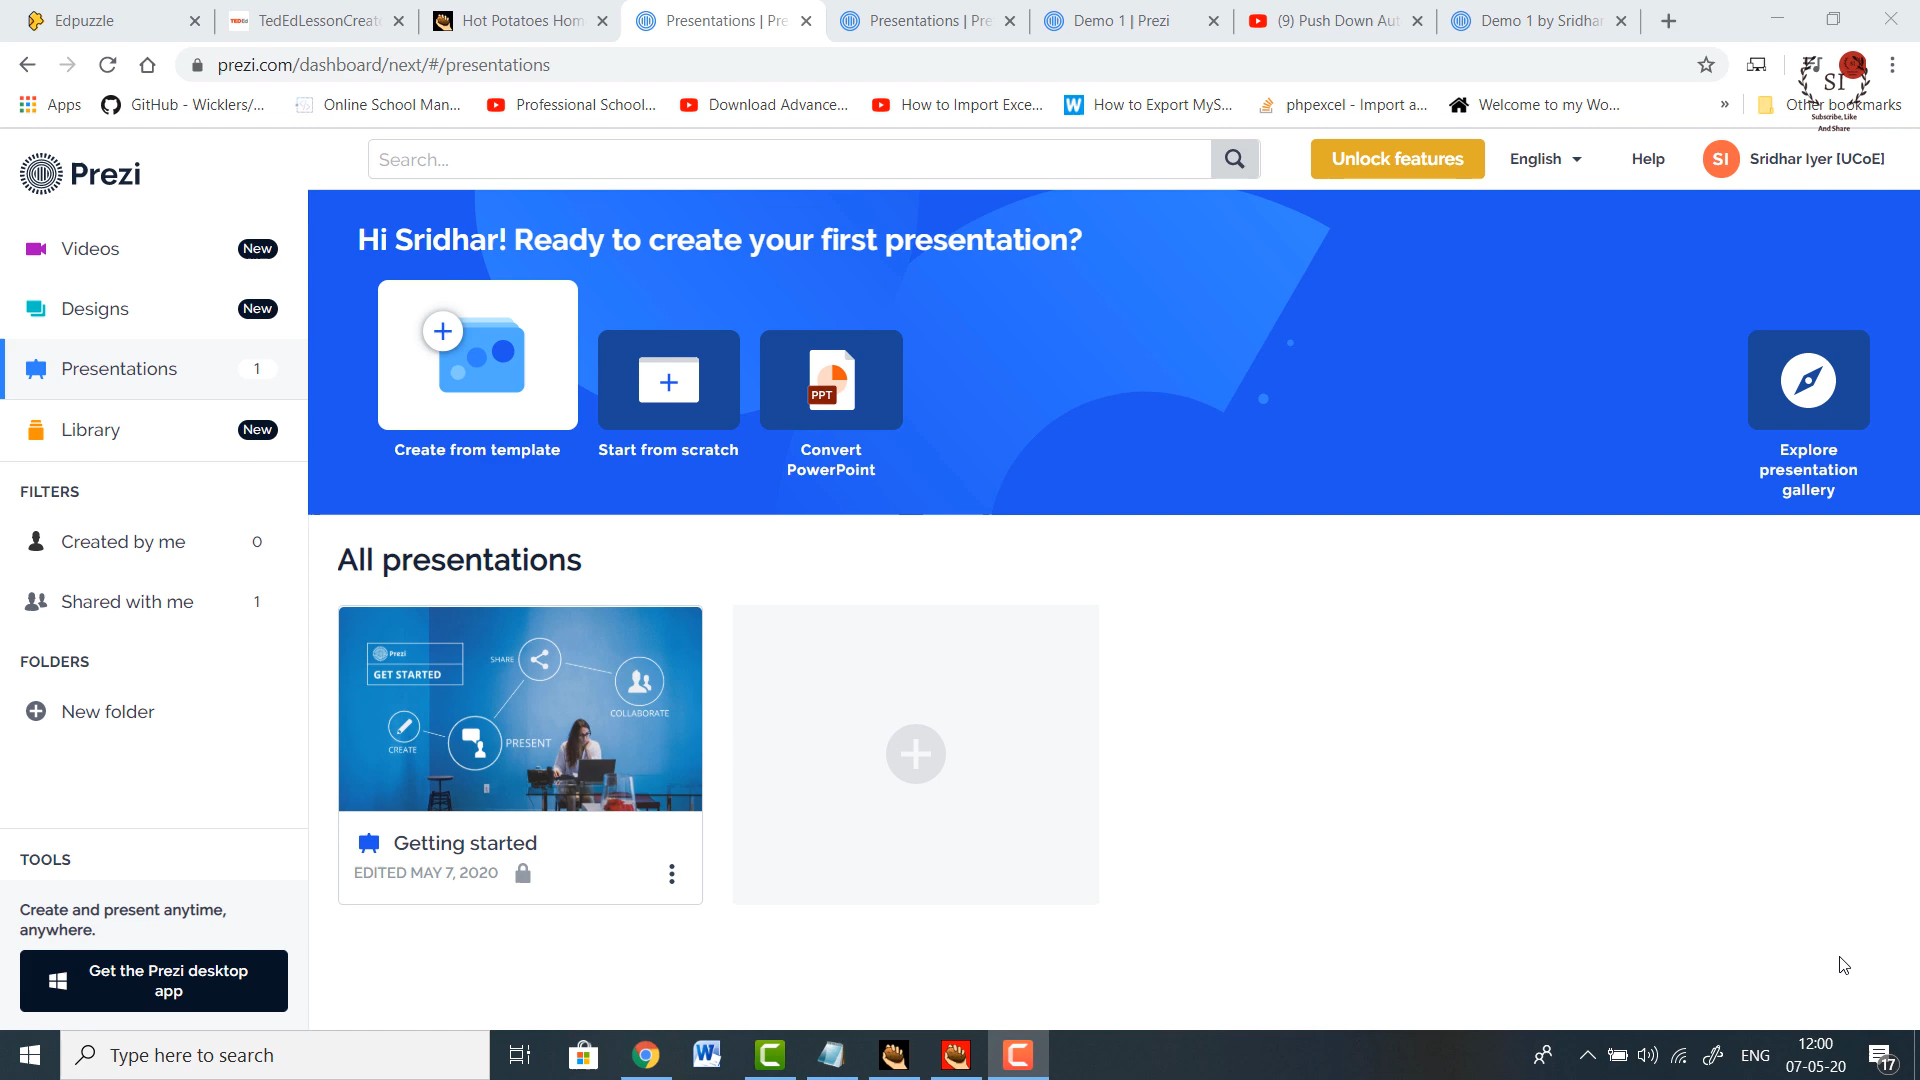 Edpuzzle
TedEdLessonCreat
Hot Potatoes Hom
Presentations | Pre
Presentations | Pre
Demo 1 | Prezi
(9) Push Down Aut
Demo 1 by Sridhar
prezi.com/dashboard/next/#/presentations
Apps
GitHub - Wicklers/...
Online School Man...
Professional School...
Download Advance...
How to Import Exce...
How to Export MyS...
phpexcel - Import a...
Welcome to my Wo...
»
Other bookmarks
SI
Subscribe, Like
And Share
Prezi
Search...
Unlock features
English
Help
SI
Sridhar Iyer [UCoE]
Videos
New
Designs
New
Presentations
1
Library
New
FILTERS
Created by me
0
Shared with me
1
FOLDERS
New folder
TOOLS
Create and present anytime,
anywhere.
Get the Prezi desktop
app
Hi Sridhar! Ready to create your first presentation?
Create from template
Start from scratch
PPT
Convert
PowerPoint
Explore
presentation
gallery
All presentations
Prezi
GET STARTED
SHARE
COLLABORATE
CREATE
PRESENT
Getting started
EDITED MAY 7, 2020
Type here to search
ENG
12:00
07-05-20
17